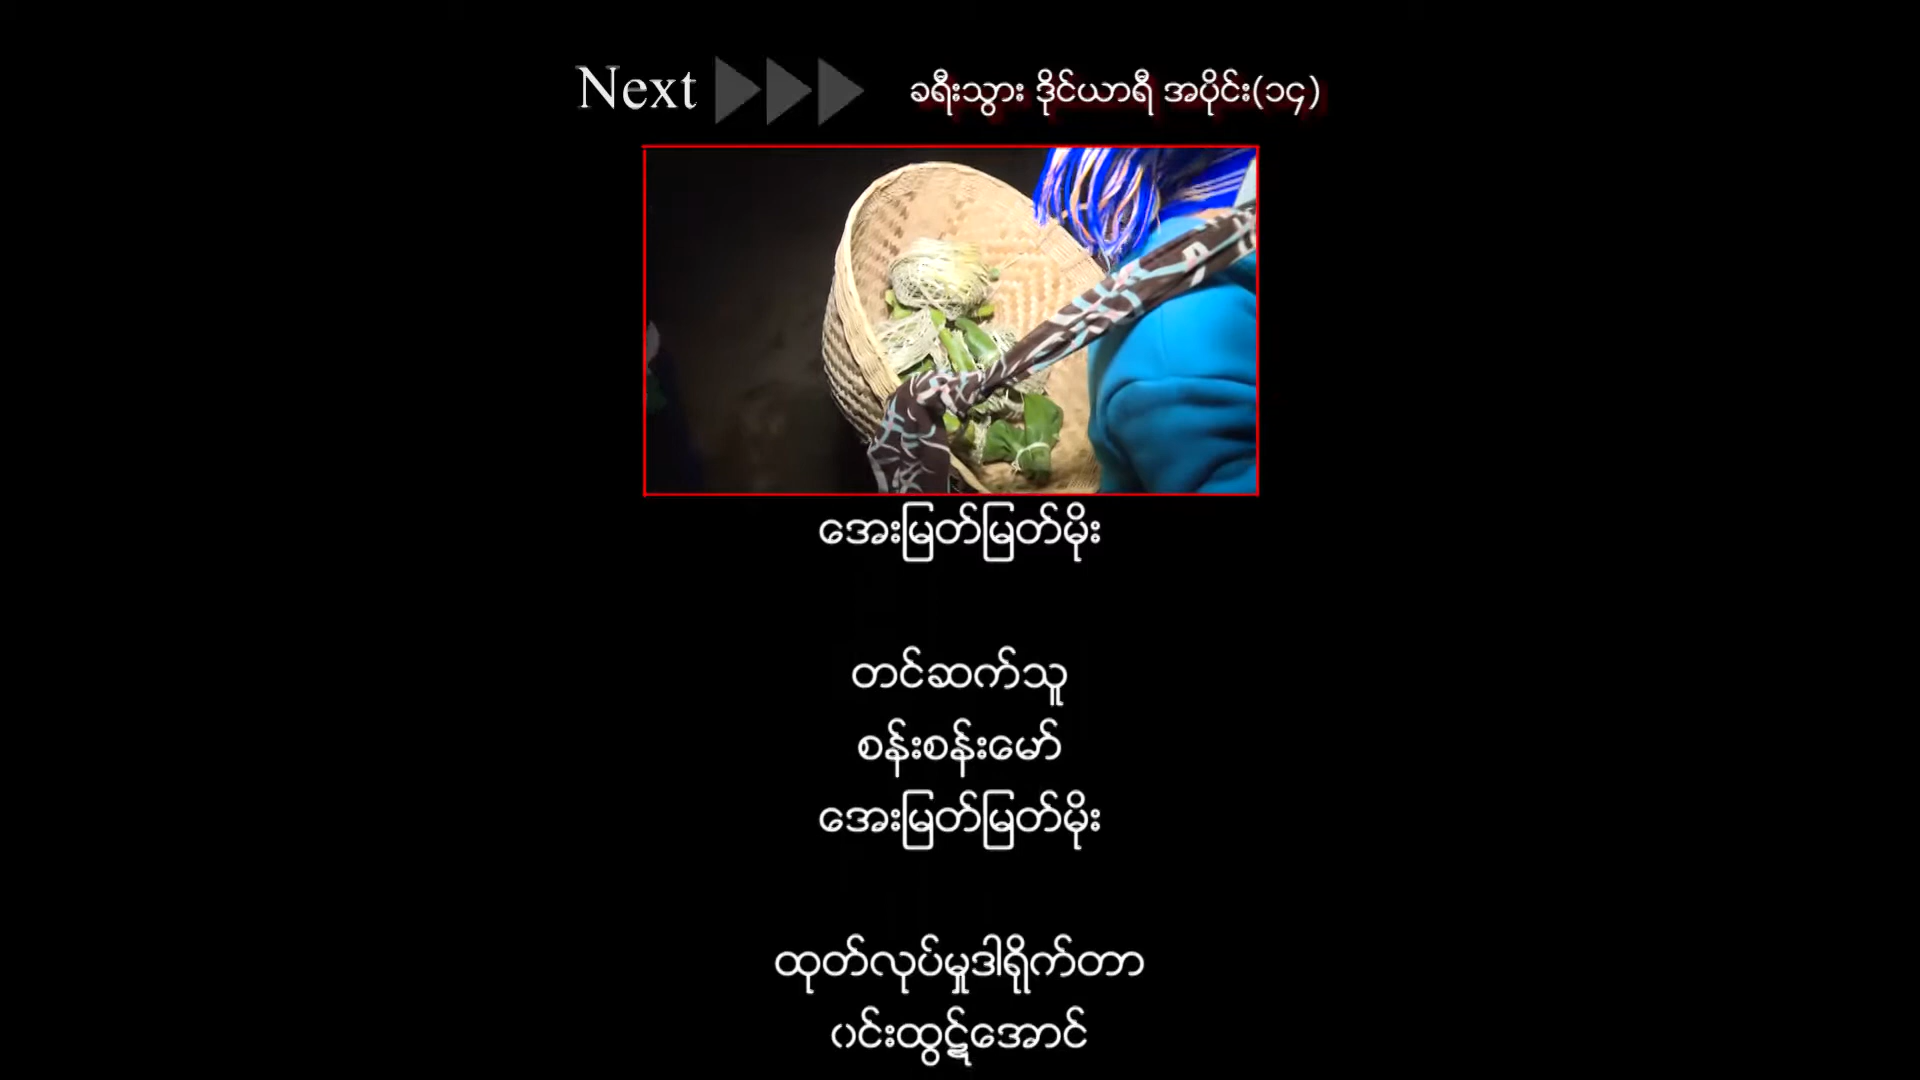 Next ခရီးသွား ဒိုင်ယာရီ အပိုင်း(၁၄)
အေးမြတ်မြတ်မိုး
တင်ဆက်သူ
စန်းစန်းမော်
အေးမြတ်မြတ်မိုး
ထုတ်လုပ်မှုဒါရိုက်တာ
ဂင်းထွဋ်အောင်